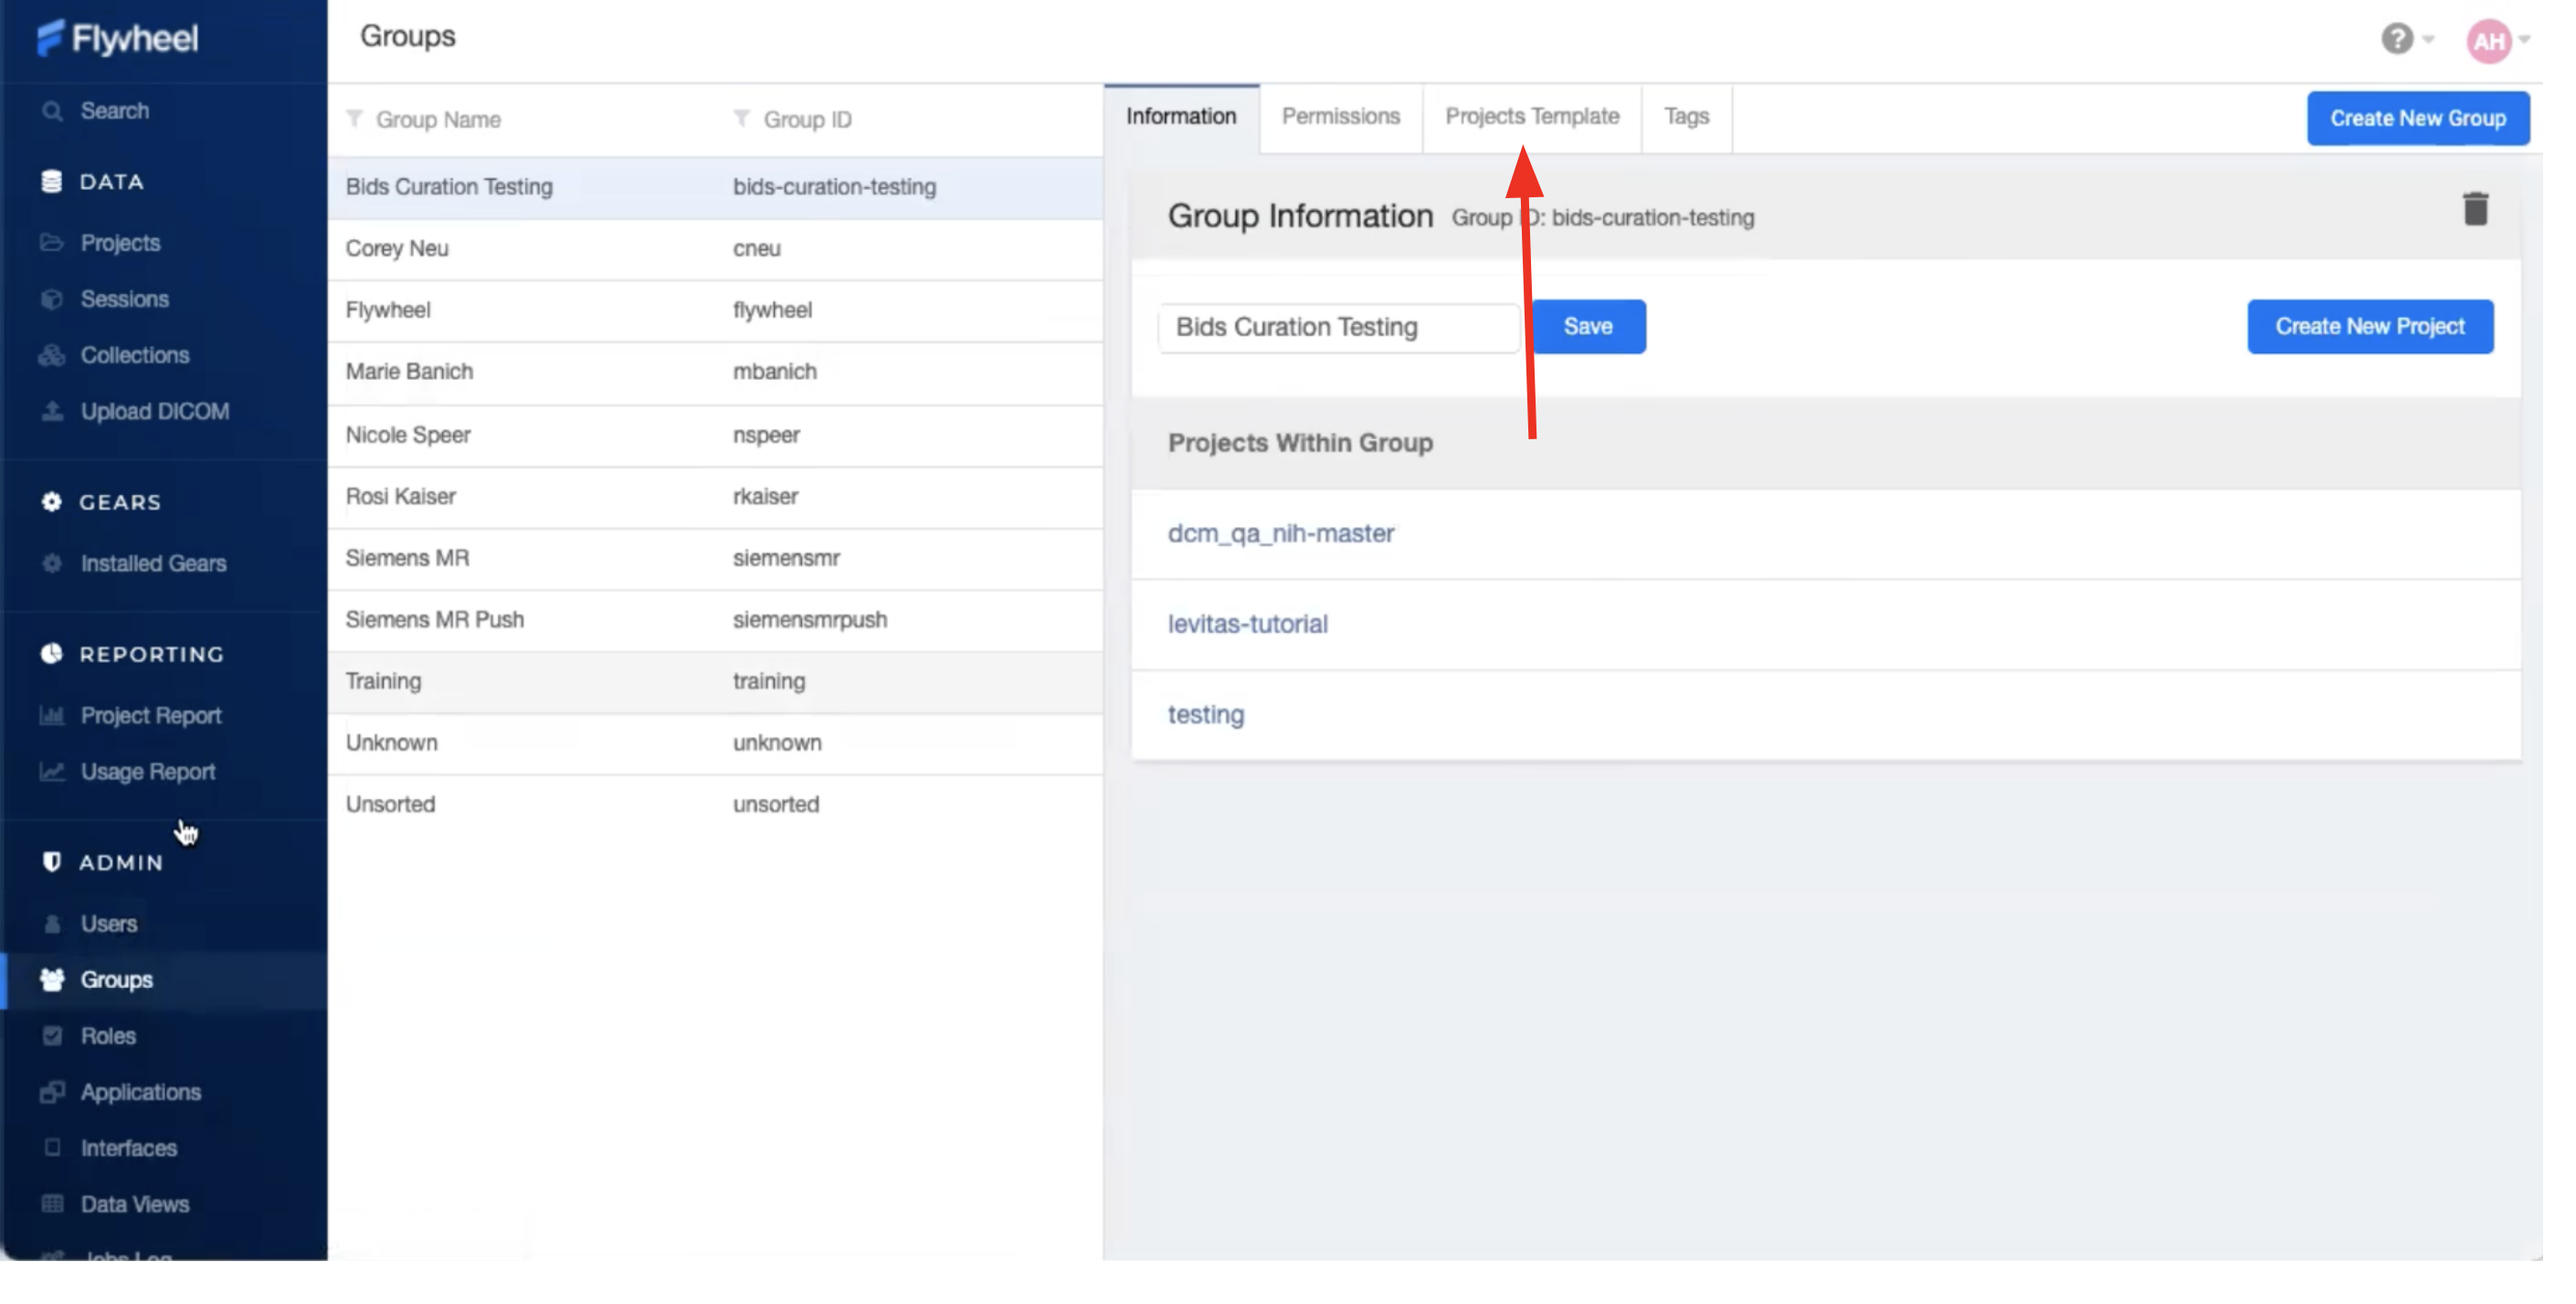 Flywheel
Groups
AH
Search
DATA
Projects
Sessions
Collections
Upload DICOM
GEARS
Installed Gears
REPORTING
Project Report
Usage Report
ADMIN
Users
Groups
Roles
Applications
Interfaces
Data Views
Jobs Log
Group Name Group ID
Bids Curation Testing bids-curation-testing
Corey Neu cneu
Flywheel flywheel
Marie Banich mbanich
Nicole Speer nspeer
Rosi Kaiser rkaiser
Siemens MR siemensmr
Siemens MR Push siemensmrpush
Training training
Unknown unknown
Unsorted unsorted
Information Permissions Projects Template Tags Create New Group
Group Information Group ID: bids-curation-testing
Bids Curation Testing Save Create New Project
Projects Within Group
dcm_qa_nih-master
levitas-tutorial
testing